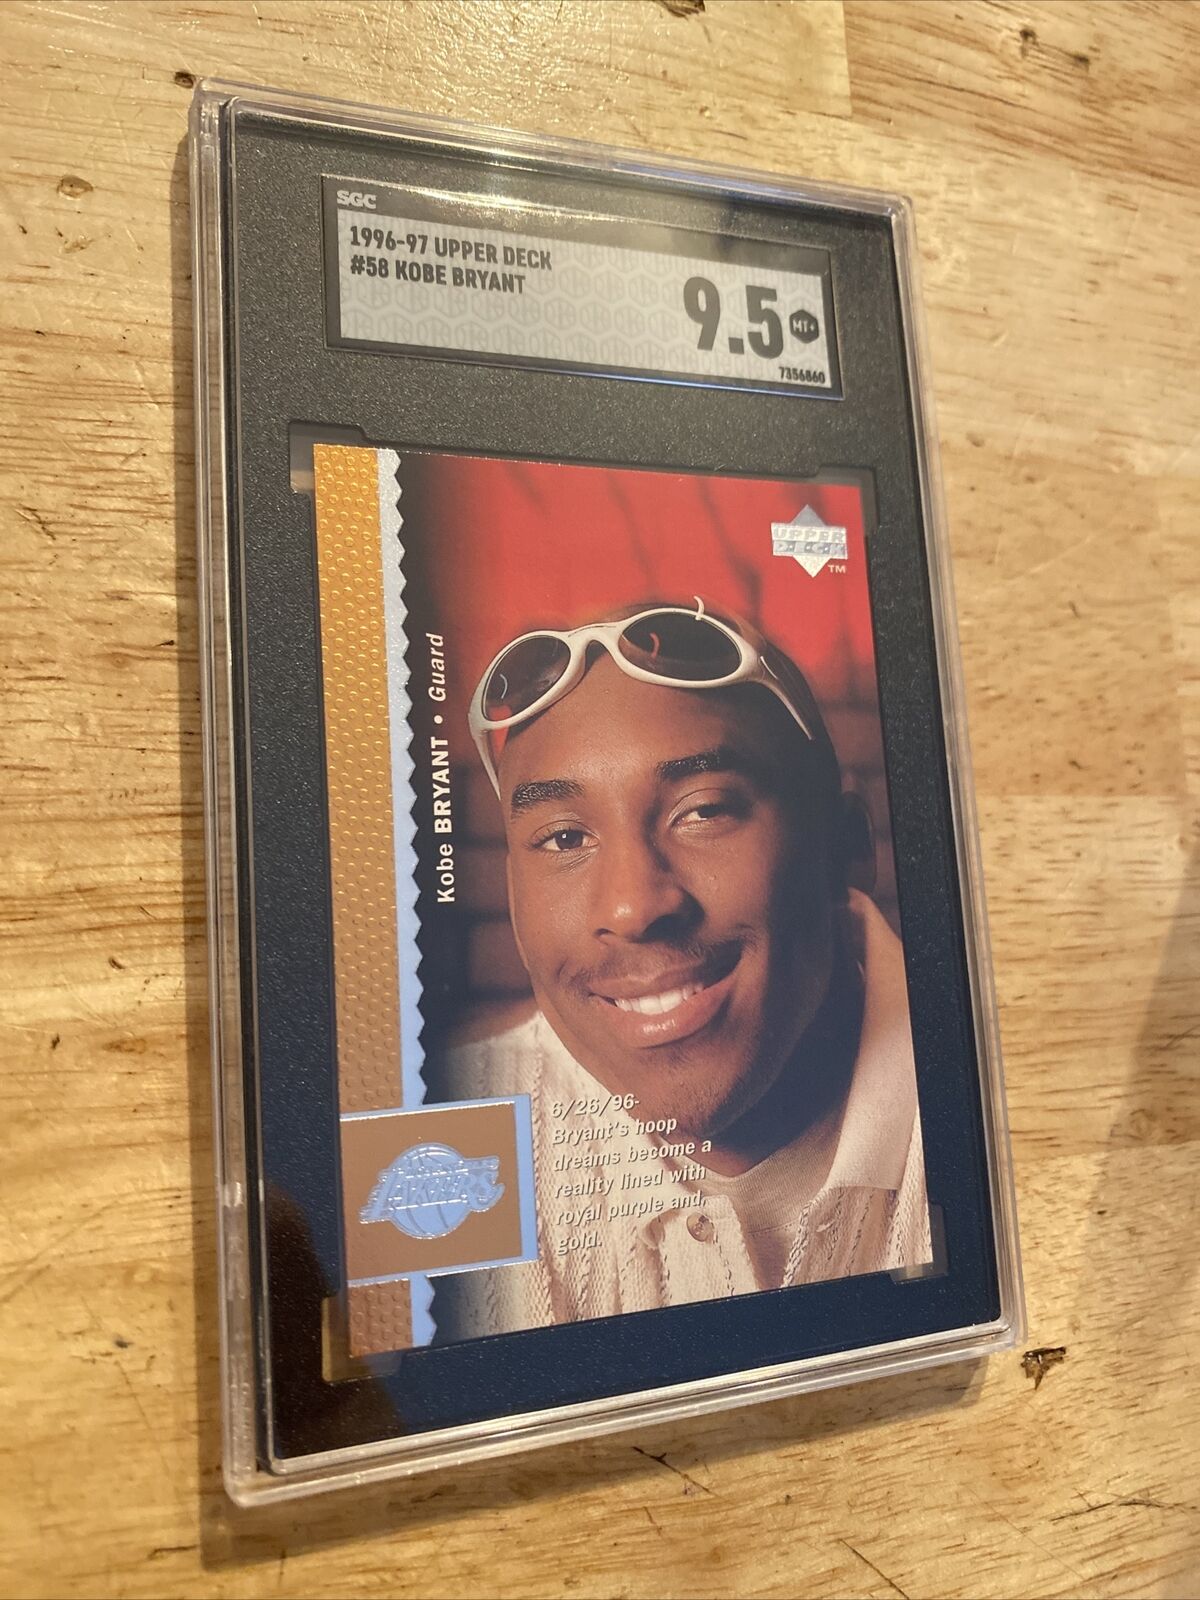 SGC
1996-97 UPPER DECK
#58 KOBE BRYANT
9.5
MT+
7356860
UPPER
DECK
TM
Kobe BRYANT • Guard
6/26/96-
Bryant's hoop
dreams become a
reality lined with
royal purple and
gold.
LAKERS